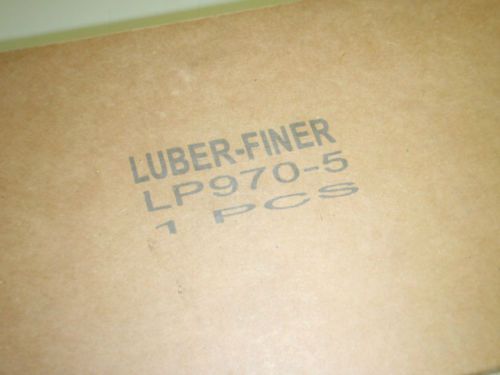 LUBER-FINER
LP970-5
1 PCS